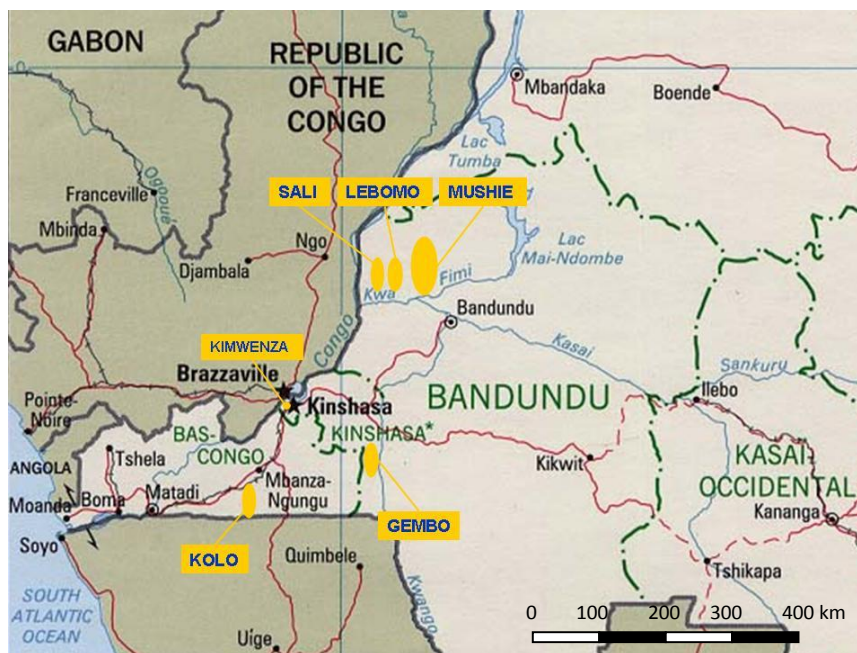 GABON
REPUBLIC
OF THE
CONGO
Mbandaka
Boende
Lac
Tumba
Franceville
Ogooué
SALI
LEBOMO
MUSHIE
Mbinda
Ngo
Djambala
Lac
Mai-Ndombe
Fimi
Kwa
Bandundu
Congo
Kasai
KIMWENZA
Brazzaville
Sankuru
Pointe-
Noire
Kinshasa
BANDUNDU
Ilebo
BAS-
CONGO
KINSHASA*
ANGOLA
Tshela
Kikwit
KASAI-
OCCIDENTAL
Mbanza-
Ngungu
Moanda
Boma
Matadi
Kananga
GEMBO
Soyo
KOLO
Quimbele
Tshikapa
Kwango
SOUTH
ATLANTIC
OCEAN
0 100 200 300 400 km
Uíge